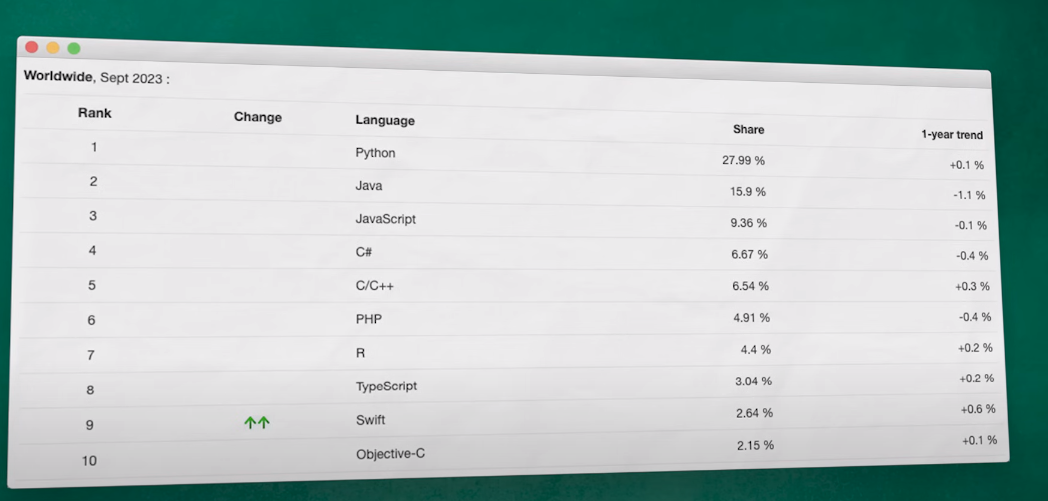 Worldwide, Sept 2023 :
Rank Change Language Share 1-year trend
1 Python 27.99 % +0.1 %
2 Java 15.9 % -1.1 %
3 JavaScript 9.36 % -0.1 %
4 C# 6.67 % -0.4 %
5 C/C++ 6.54 % +0.3 %
6 PHP 4.91 % -0.4 %
7 R 4.4 % +0.2 %
8 TypeScript 3.04 % +0.2 %
9 ↑↑ Swift 2.64 % +0.6 %
10 Objective-C 2.15 % +0.1 %